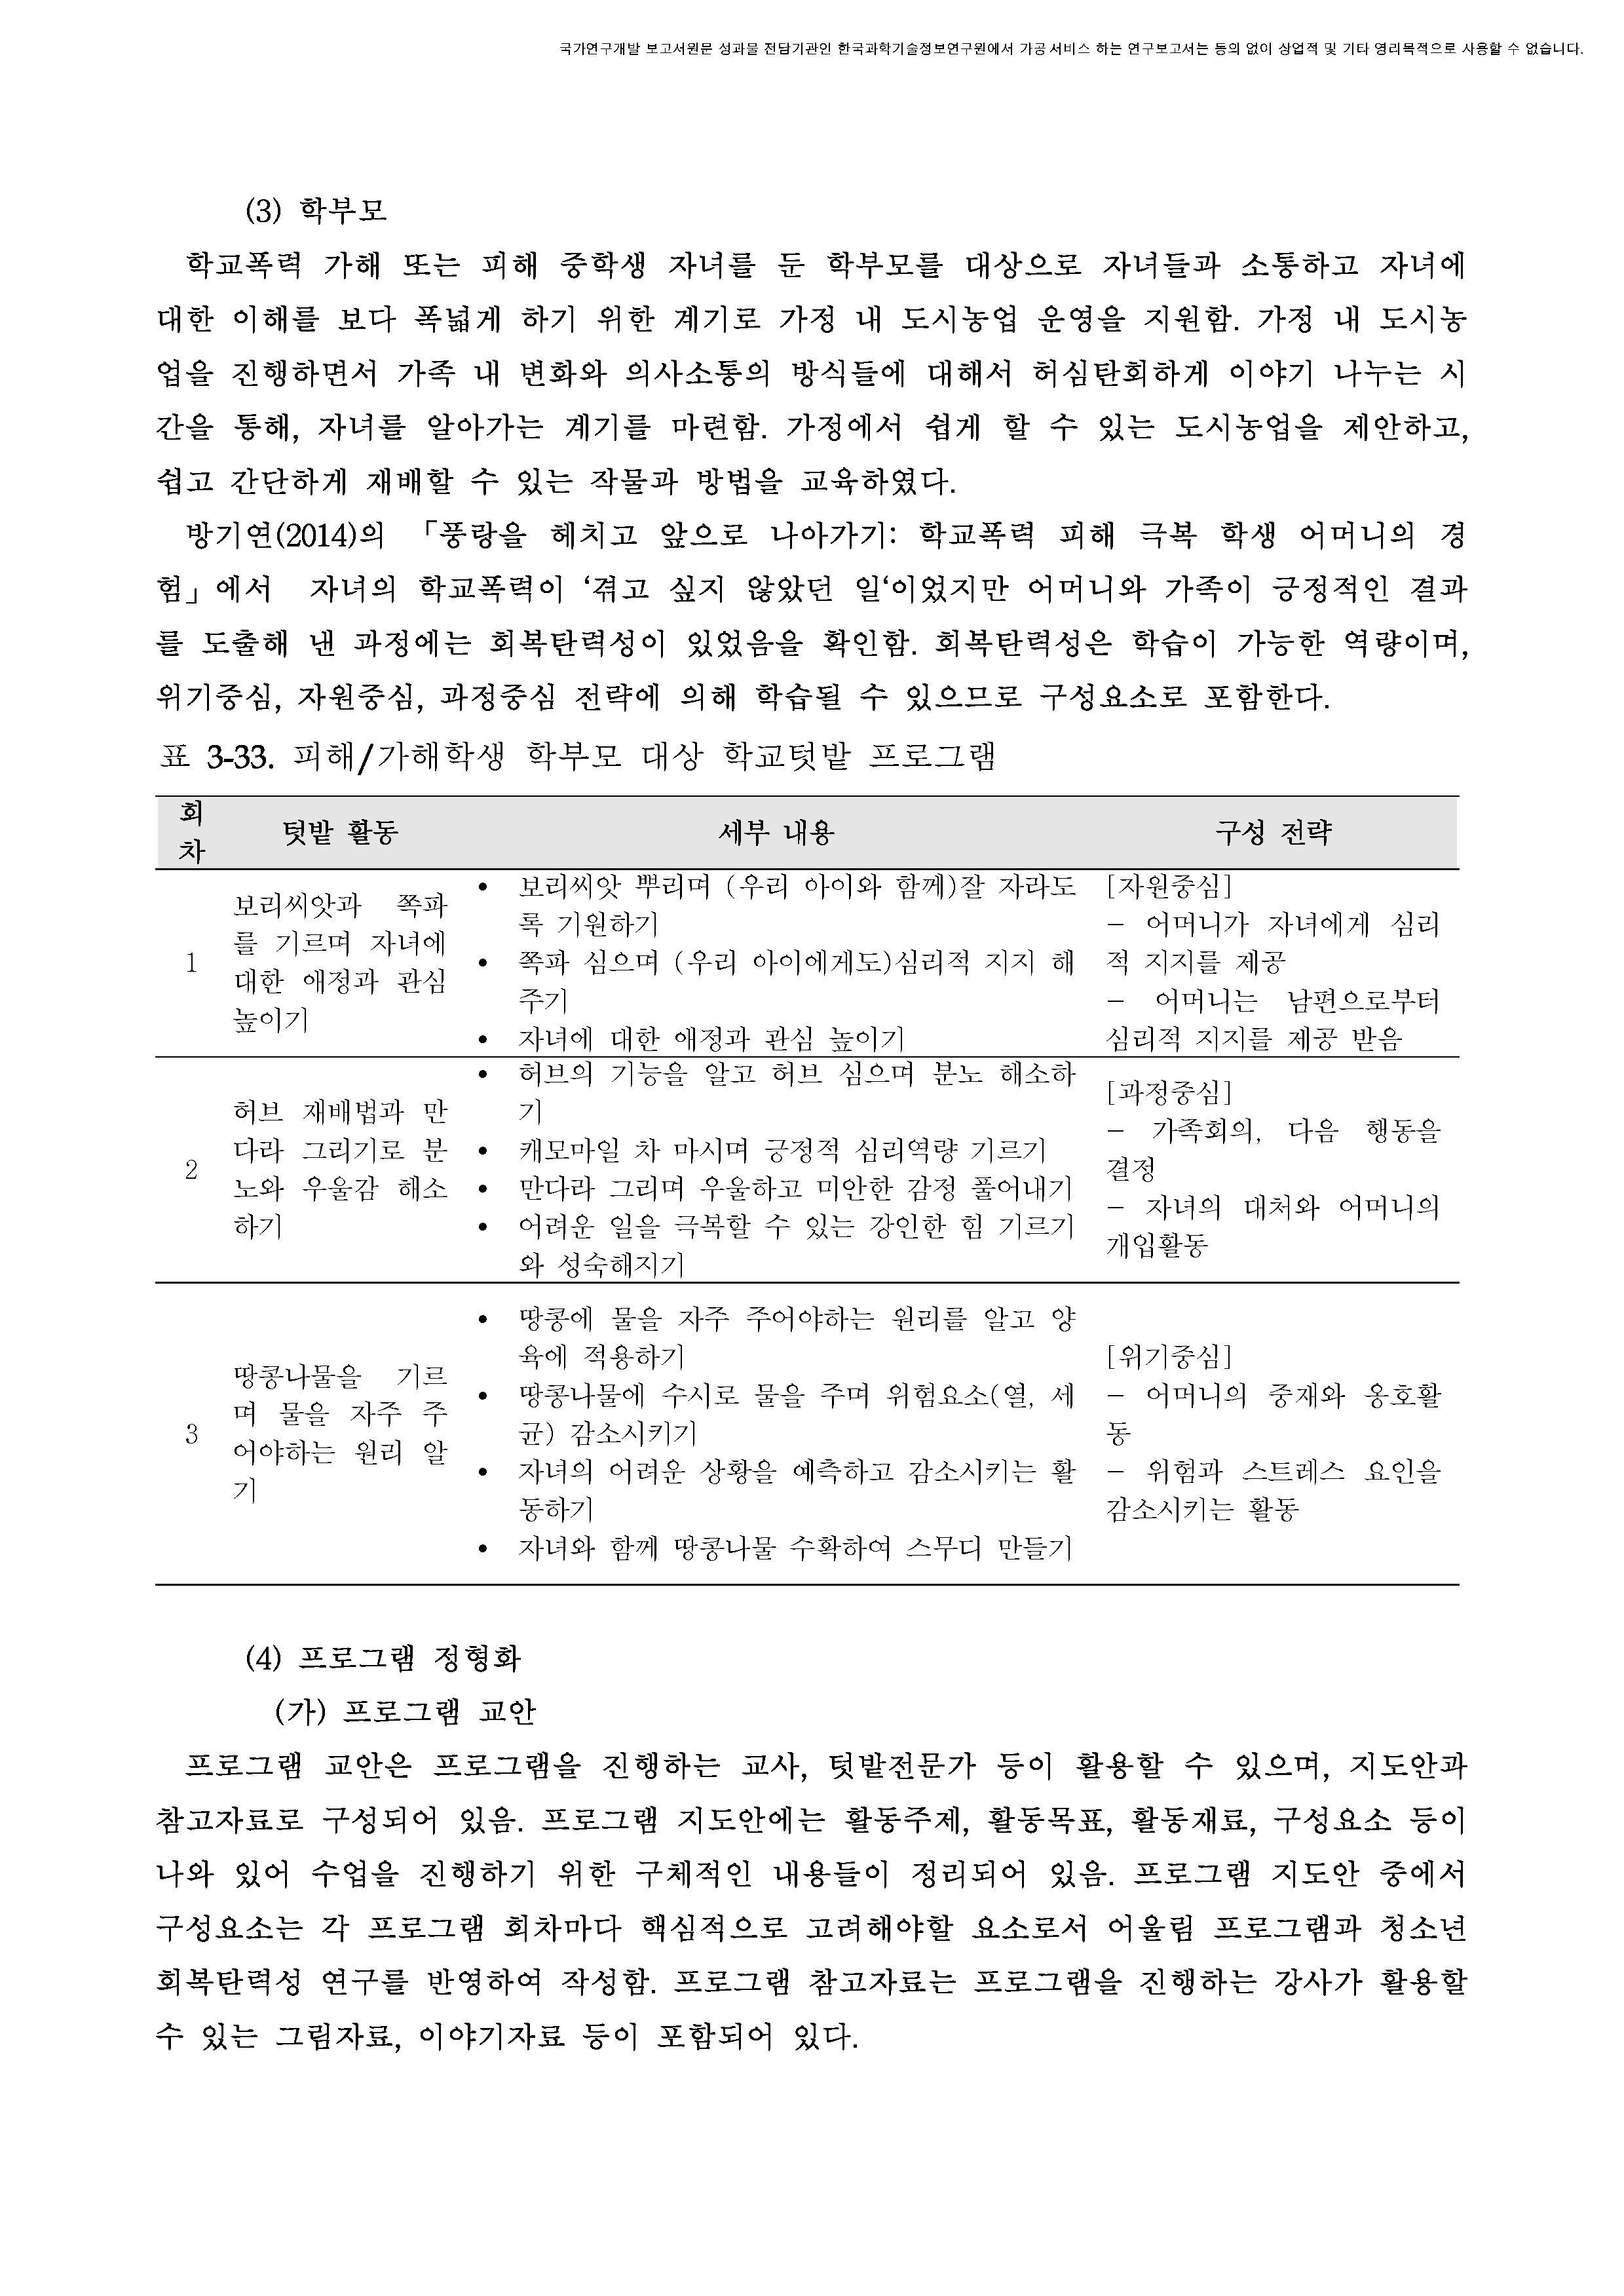 국가연구개발 보고서원문 성과물 전담기관인 한국과학기술정보연구원에서 가공·서비스 하는 연구보고서는 동의 없이 상업적 및 기타 영리목적으로 사용할 수 없습니다.
(3) 학부모
학교폭력 가해 또는 피해 중학생 자녀를 둔 학부모를 대상으로 자녀들과 소통하고 자녀에
대한 이해를 보다 폭넓게 하기 위한 계기로 가정 내 도시농업 운영을 지원함. 가정 내 도시농
업을 진행하면서 가족 내 변화와 의사소통의 방식들에 대해서 허심탄회하게 이야기 나누는 시
간을 통해, 자녀를 알아가는 계기를 마련함. 가정에서 쉽게 할 수 있는 도시농업을 제안하고,
쉽고 간단하게 재배할 수 있는 작물과 방법을 교육하였다.
방기연(2014)의 「풍랑을 헤치고 앞으로 나아가기: 학교폭력 피해 극복 학생 어머니의 경
험」에서 자녀의 학교폭력이 ‘겪고 싶지 않았던 일‘이었지만 어머니와 가족이 긍정적인 결과
를 도출해 낸 과정에는 회복탄력성이 있었음을 확인함. 회복탄력성은 학습이 가능한 역량이며,
위기중심, 자원중심, 과정중심 전략에 의해 학습될 수 있으므로 구성요소로 포함한다.
표 3-33. 피해/가해학생 학부모 대상 학교텃밭 프로그램
회
차
텃밭 활동
세부 내용
구성 전략
1
보리씨앗과 쪽파
를 기르며 자녀에
대한 애정과 관심
높이기
• 보리씨앗 뿌리며 (우리 아이와 함께)잘 자라도
록 기원하기
• 쪽파 심으며 (우리 아이에게도)심리적 지지 해
주기
• 자녀에 대한 애정과 관심 높이기
[자원중심]
- 어머니가 자녀에게 심리
적 지지를 제공
- 어머니는 남편으로부터
심리적 지지를 제공 받음
2
허브 재배법과 만
다라 그리기로 분
노와 우울감 해소
하기
• 허브의 기능을 알고 허브 심으며 분노 해소하
기
• 캐모마일 차 마시며 긍정적 심리역량 기르기
• 만다라 그리며 우울하고 미안한 감정 풀어내기
• 어려운 일을 극복할 수 있는 강인한 힘 기르기
와 성숙해지기
[과정중심]
- 가족회의, 다음 행동을
결정
- 자녀의 대처와 어머니의
개입활동
3
땅콩나물을 기르
며 물을 자주 주
어야하는 원리 알
기
• 땅콩에 물을 자주 주어야하는 원리를 알고 양
육에 적용하기
• 땅콩나물에 수시로 물을 주며 위험요소(열, 세
균) 감소시키기
• 자녀의 어려운 상황을 예측하고 감소시키는 활
동하기
• 자녀와 함께 땅콩나물 수확하여 스무디 만들기
[위기중심]
- 어머니의 중재와 옹호활
동
- 위험과 스트레스 요인을
감소시키는 활동
(4) 프로그램 정형화
(가) 프로그램 교안
프로그램 교안은 프로그램을 진행하는 교사, 텃밭전문가 등이 활용할 수 있으며, 지도안과
참고자료로 구성되어 있음. 프로그램 지도안에는 활동주제, 활동목표, 활동재료, 구성요소 등이
나와 있어 수업을 진행하기 위한 구체적인 내용들이 정리되어 있음. 프로그램 지도안 중에서
구성요소는 각 프로그램 회차마다 핵심적으로 고려해야할 요소로서 어울림 프로그램과 청소년
회복탄력성 연구를 반영하여 작성함. 프로그램 참고자료는 프로그램을 진행하는 강사가 활용할
수 있는 그림자료, 이야기자료 등이 포함되어 있다.